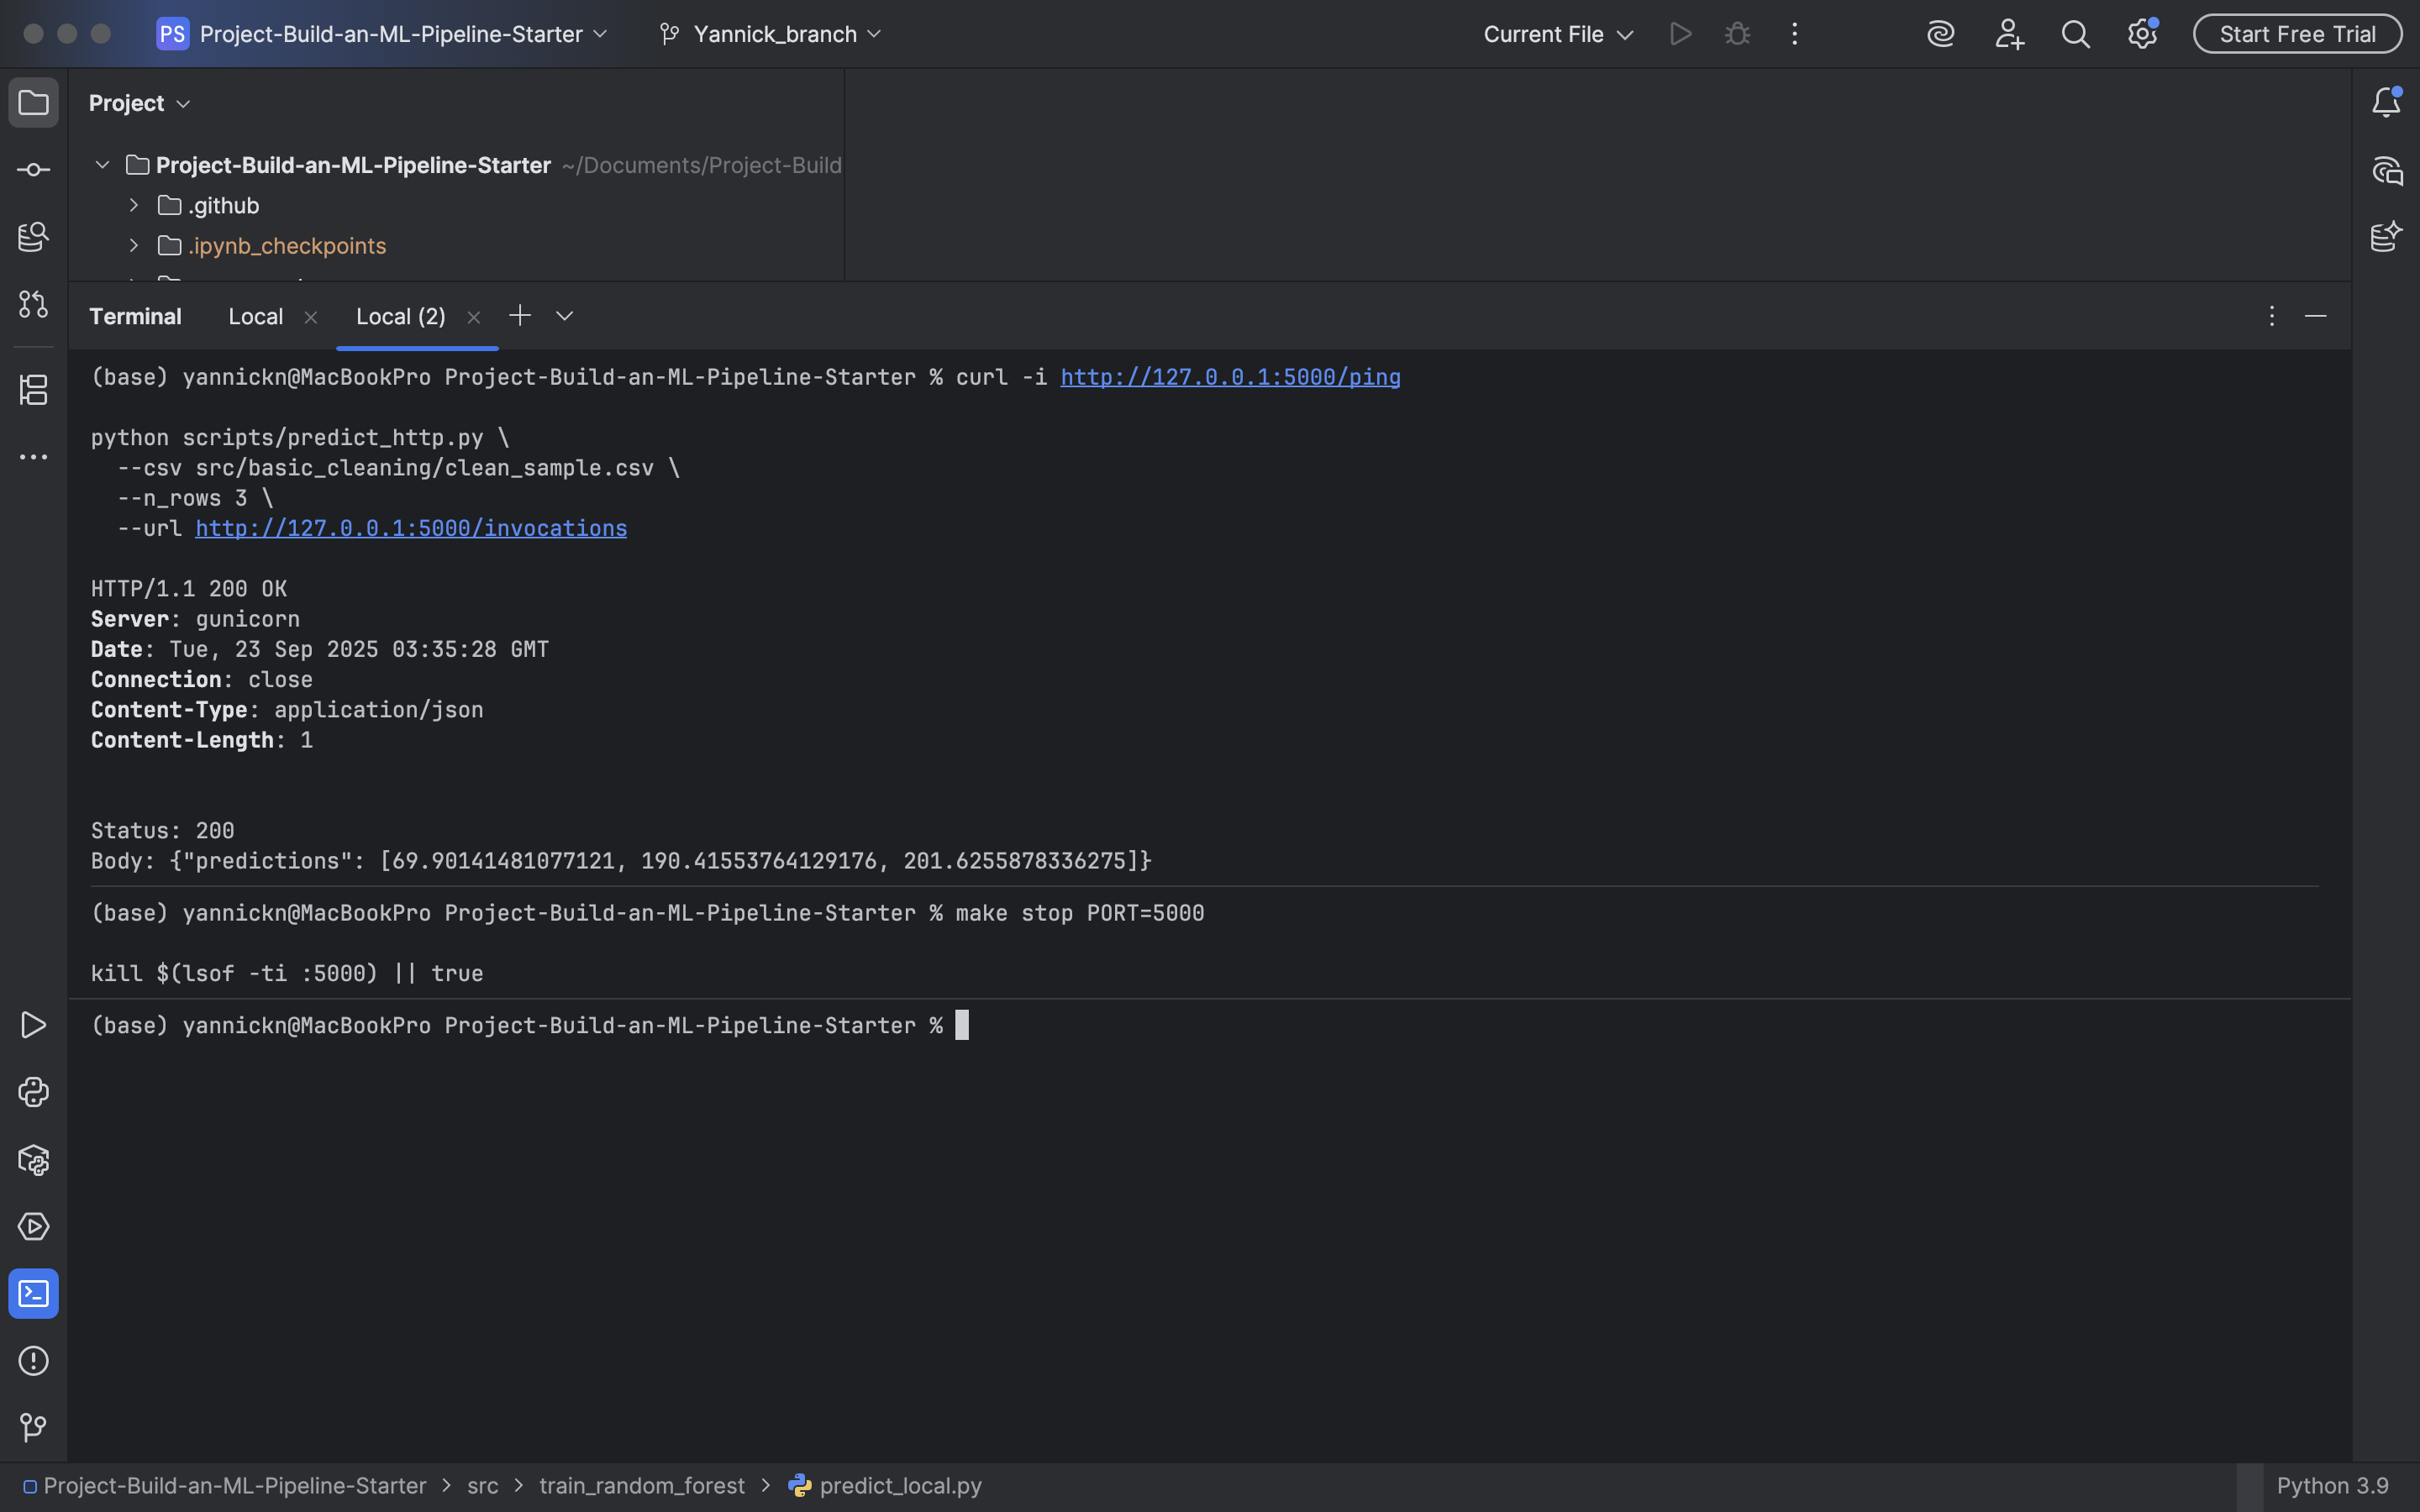 PS Project-Build-an-ML-Pipeline-Starter Yannick_branch Current File Start Free Trial
Project
Project-Build-an-ML-Pipeline-Starter ~/Documents/Project-Build
.github
.ipynb_checkpoints
Terminal Local Local (2)
(base) yannickn@MacBookPro Project-Build-an-ML-Pipeline-Starter % curl -i http://127.0.0.1:5000/ping
python scripts/predict_http.py \
--csv src/basic_cleaning/clean_sample.csv \
--n_rows 3 \
--url http://127.0.0.1:5000/invocations
HTTP/1.1 200 OK
Server: gunicorn
Date: Tue, 23 Sep 2025 03:35:28 GMT
Connection: close
Content-Type: application/json
Content-Length: 1
Status: 200
Body: {"predictions": [69.90141481077121, 190.41553764129176, 201.6255878336275]}
(base) yannickn@MacBookPro Project-Build-an-ML-Pipeline-Starter % make stop PORT=5000
kill $(lsof -ti :5000) || true
(base) yannickn@MacBookPro Project-Build-an-ML-Pipeline-Starter %
Project-Build-an-ML-Pipeline-Starter > src > train_random_forest > predict_local.py Python 3.9